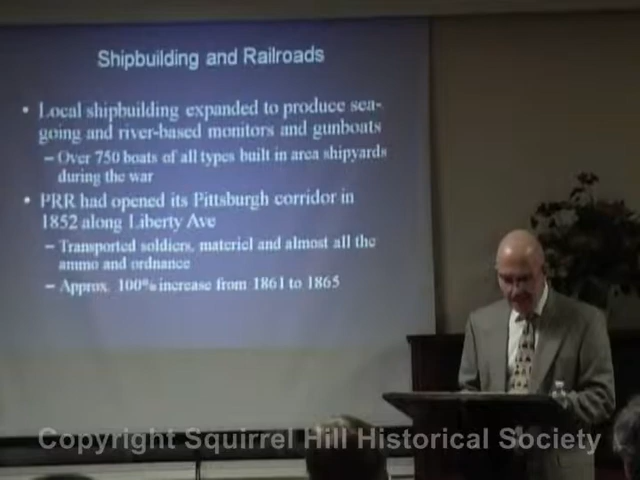 Shipbuilding and Railroads
• Local shipbuilding expanded to produce sea-
going and river-based monitors and gunboats
– Over 750 boats of all types built in area shipyards
during the war
• PRR had opened its Pittsburgh corridor in
1852 along Liberty Ave
– Transported soldiers, materiel and almost all the
ammo and ordnance
– Approx. 100% increase from 1861 to 1865
Copyright Squirrel Hill Historical Society